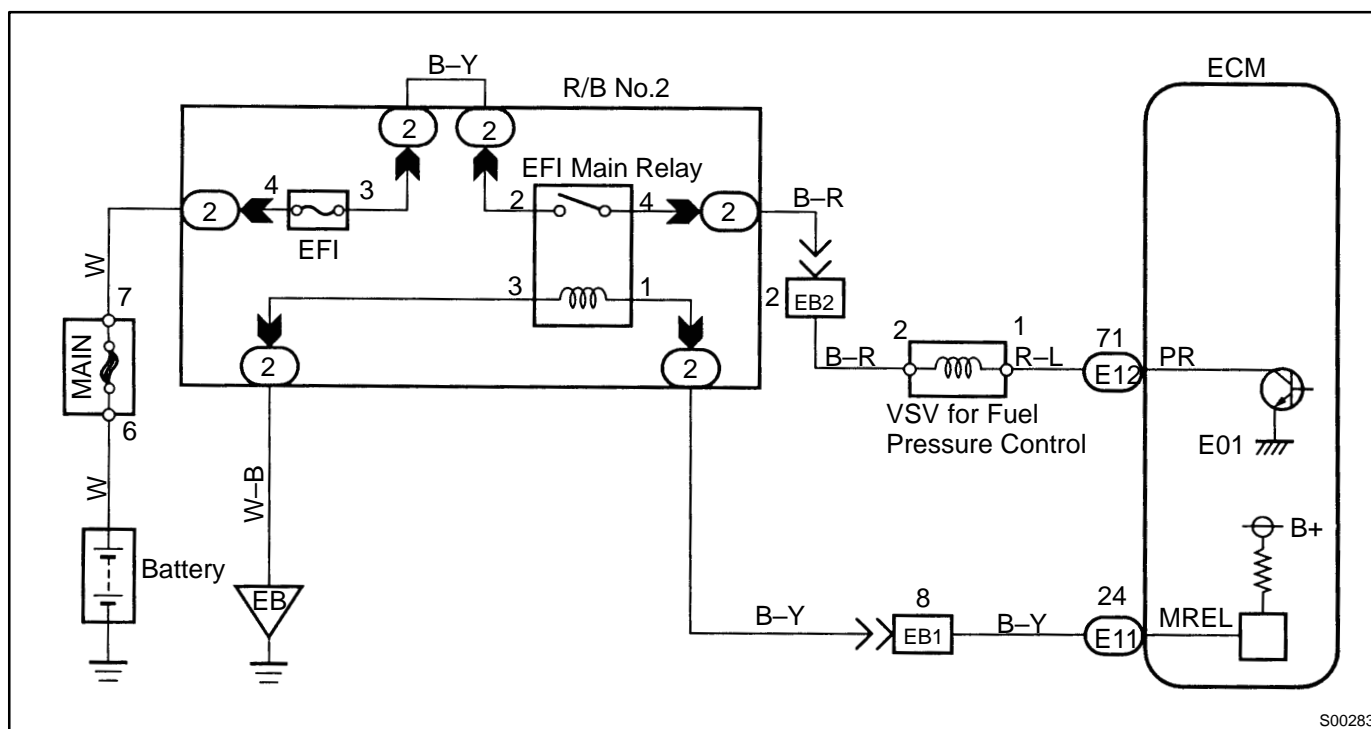 B–Y
R/B No.2
ECM
2
2
EFI Main Relay
2
4
3
EFI
2
4
2
B–R
W
7
MAIN
6
3
1
2
EB2
2
2
B–R
2
1
R–L
71
E12
PR
VSV for Fuel
Pressure Control
E01
W
W–B
Battery
EB
B+
B–Y
8
EB1
B–Y
24
E11
MREL
S00283